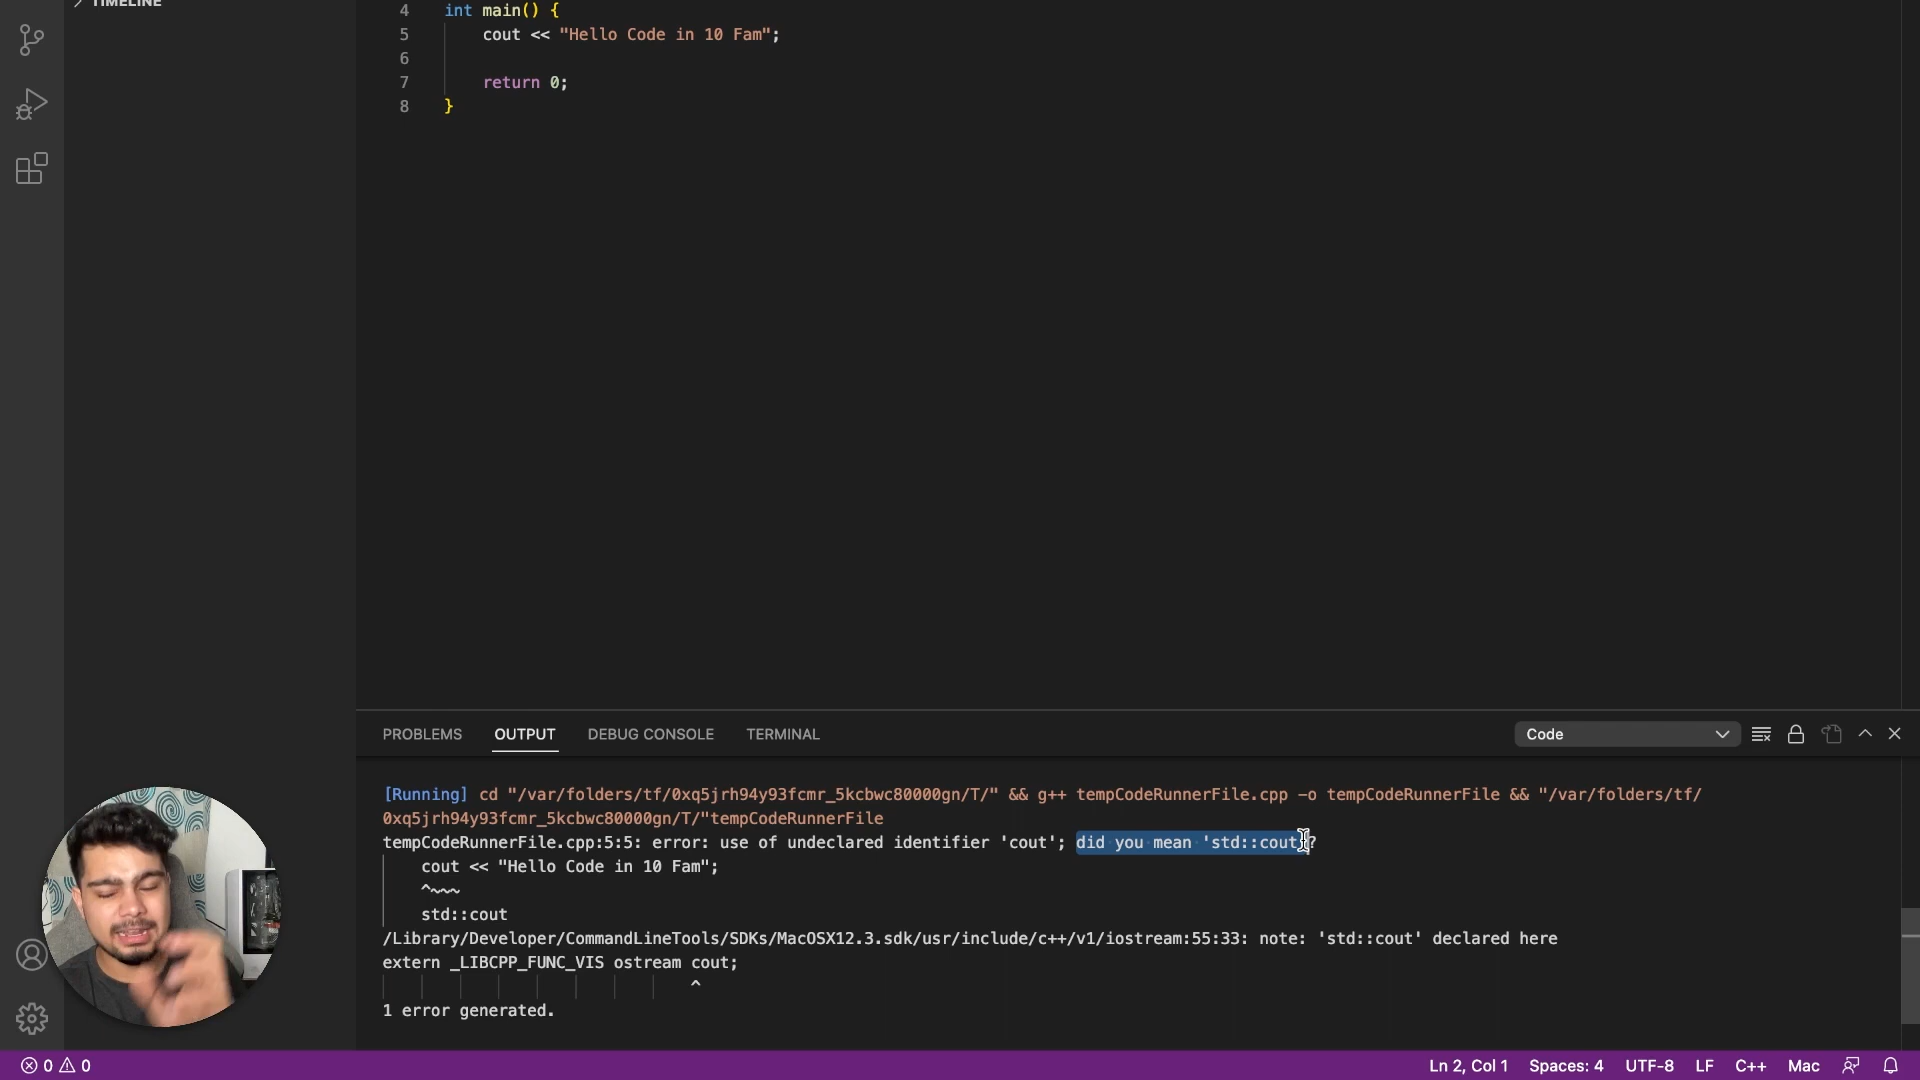 TIMELINE
4 int main() {
5 cout << "Hello Code in 10 Fam";
6
7 return 0;
8 }
PROBLEMS OUTPUT DEBUG CONSOLE TERMINAL Code
[Running] cd "/var/folders/tf/0xq5jrh94y93fcmr_5kcbwc80000gn/T/" && g++ tempCodeRunnerFile.cpp -o tempCodeRunnerFile && "/var/folders/tf/
0xq5jrh94y93fcmr_5kcbwc80000gn/T/"tempCodeRunnerFile
tempCodeRunnerFile.cpp:5:5: error: use of undeclared identifier 'cout'; did you mean 'std::cout'?
cout << "Hello Code in 10 Fam";
^~~~
std::cout
/Library/Developer/CommandLineTools/SDKs/MacOSX12.3.sdk/usr/include/c++/v1/iostream:55:33: note: 'std::cout' declared here
extern _LIBCPP_FUNC_VIS ostream cout;
^
1 error generated.
0 0 Ln 2, Col 1 Spaces: 4 UTF-8 LF C++ Mac